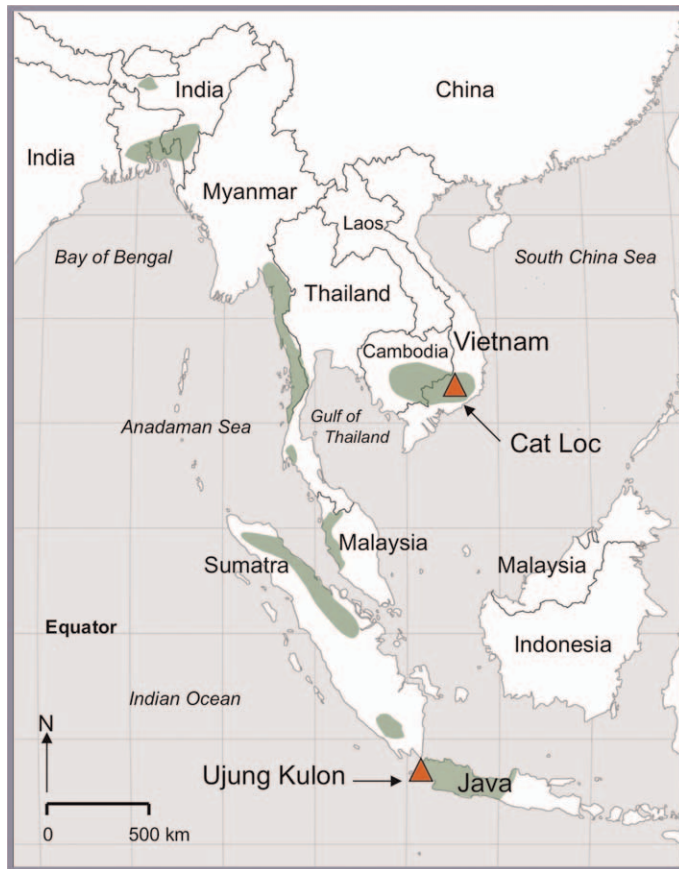 India
China
India
Myanmar
Laos
Bay of Bengal
South China Sea
Thailand
Cambodia
Vietnam
Anadaman Sea
Gulf of
Thailand
Cat Loc
Malaysia
Sumatra
Malaysia
Equator
Indonesia
Indian Ocean
N
Ujung Kulon
Java
0 500 km